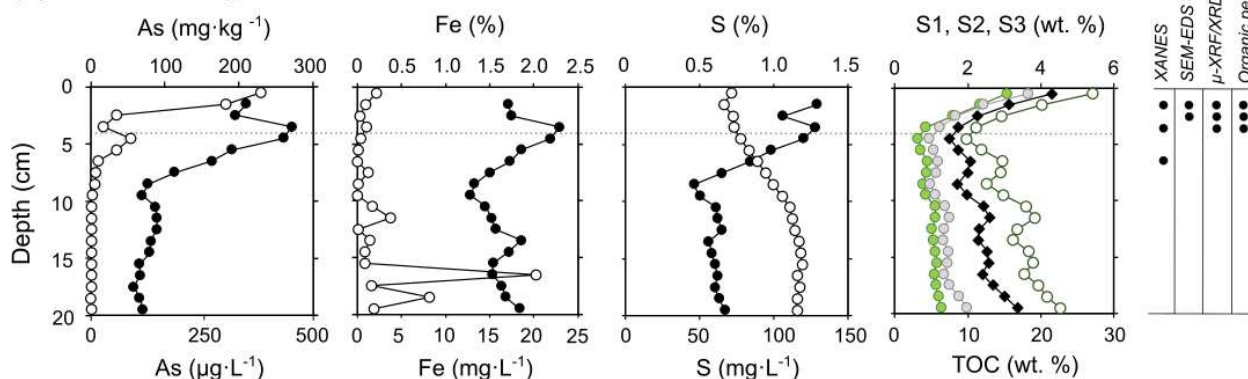 As (mg·kg -1) Fe (%) S (%) S1, S2, S3 (wt. %)
0 100 200 300 0 0.5 1.0 1.5 2.0 2.5 0 0.5 1.0 1.5 0 2 4 6
XANES
SEM-EDS
μ-XRF/XRD
Organic pe
Depth (cm)
0
5
10
15
20
0 250 500 0 5 10 15 20 25 0 50 100 150 0 10 20 30
As (μg·L-1) Fe (mg·L-1) S (mg·L-1) TOC (wt. %)